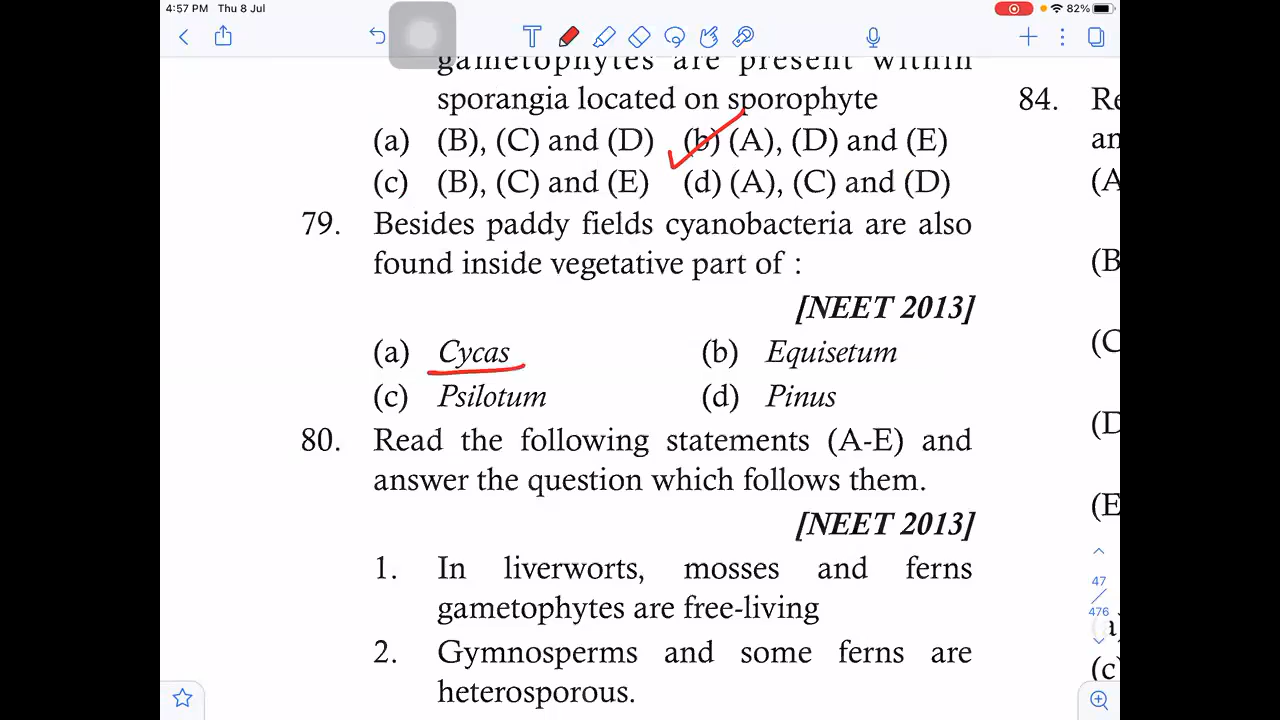 4:57 PM Thu 8 Jul
82%
gametophytes are present within
sporangia located on sporophyte
(a) (B), (C) and (D) (b) (A), (D) and (E)
(c) (B), (C) and (E) (d) (A), (C) and (D)
79. Besides paddy fields cyanobacteria are also
found inside vegetative part of :
[NEET 2013]
(a) Cycas (b) Equisetum
(c) Psilotum (d) Pinus
80. Read the following statements (A-E) and
answer the question which follows them.
[NEET 2013]
1. In liverworts, mosses and ferns
gametophytes are free-living
2. Gymnosperms and some ferns are
heterosporous.
84. Re
an
(A
(B
(C
(D
(E
47
476
a)
(c)